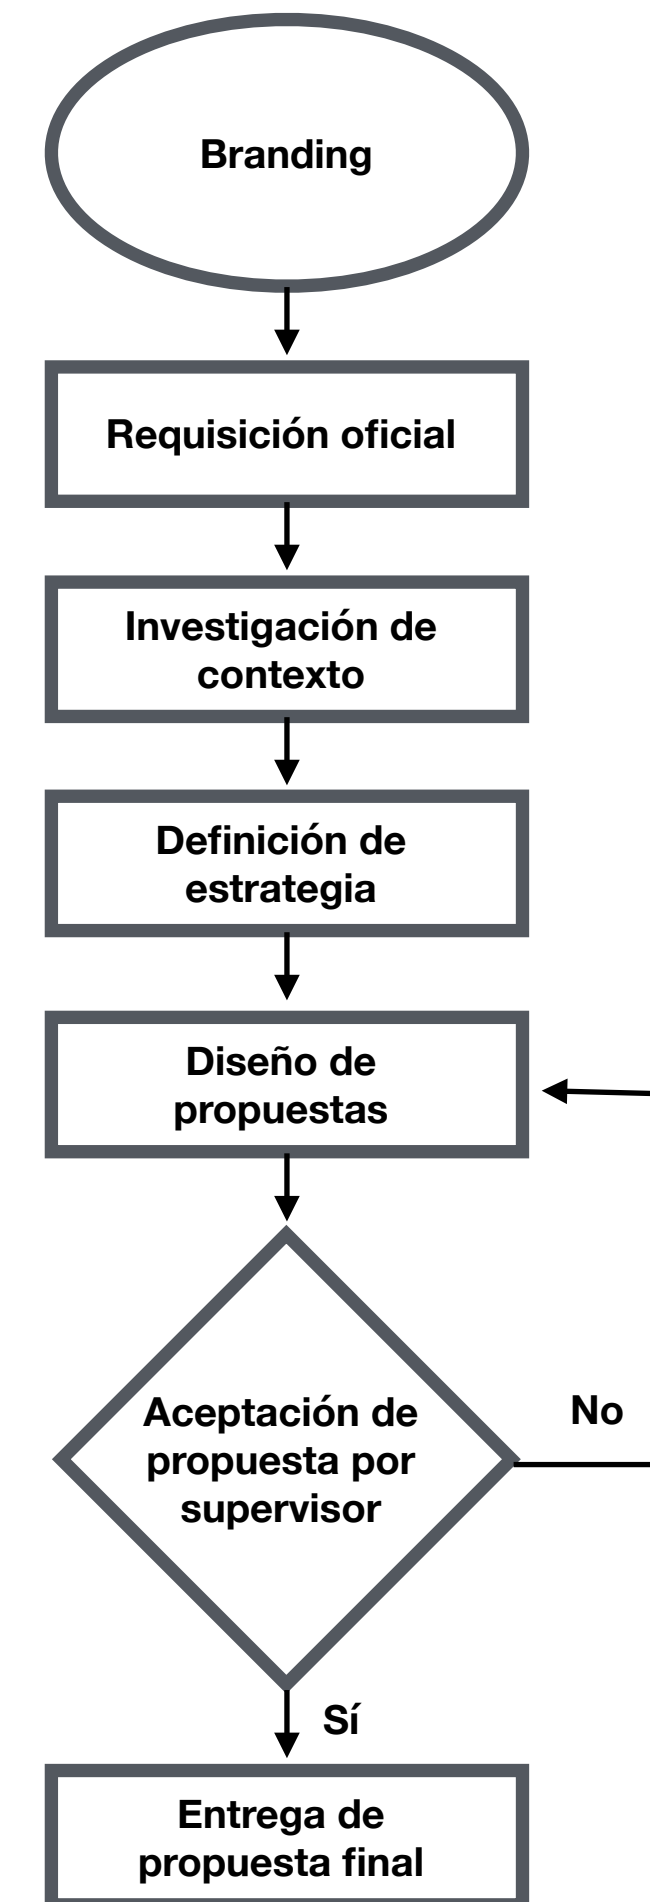 Branding
Requisición oficial
Investigación de
contexto
Definición de
estrategia
Diseño de
propuestas
Aceptación de
propuesta por
supervisor
No
Sí
Entrega de
propuesta final